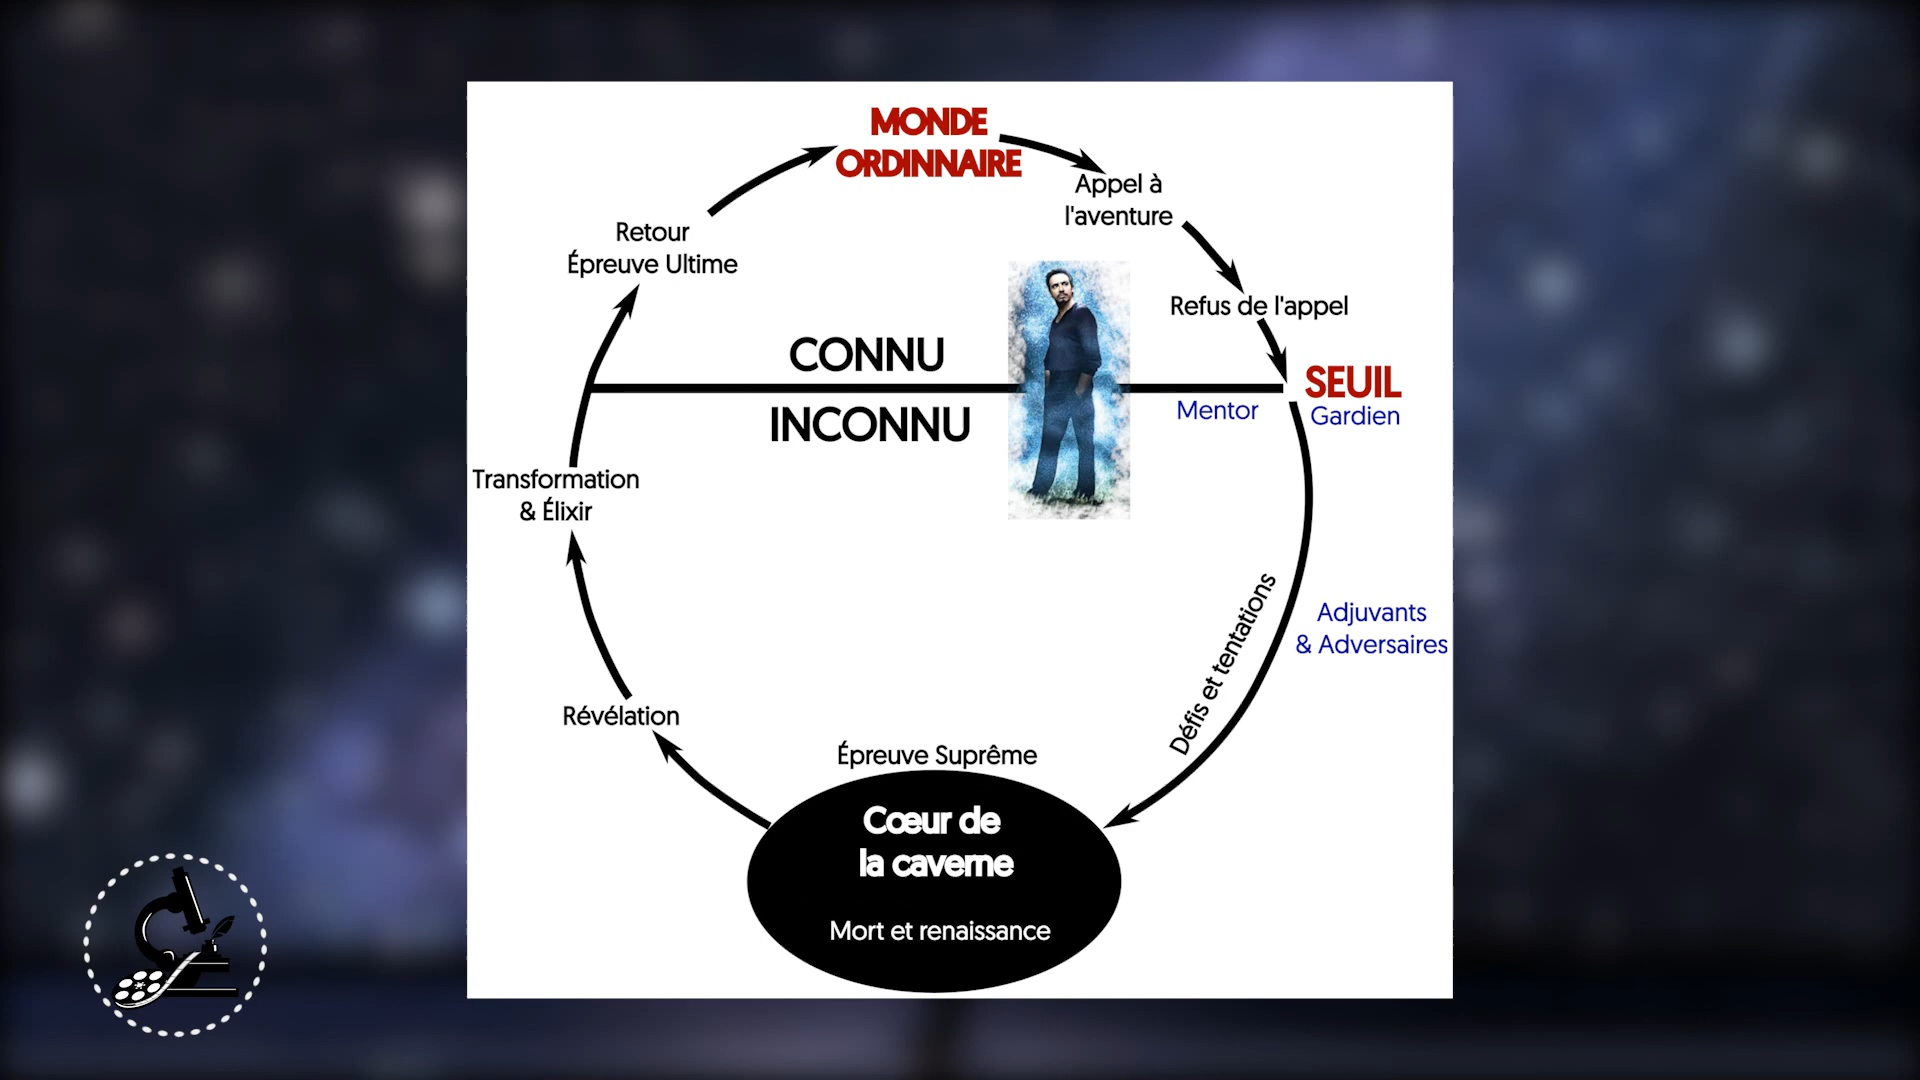 MONDE
ORDINNAIRE
Appel à
l'aventure
Retour
Épreuve Ultime
Refus de l'appel
CONNU
SEUIL
INCONNU
Mentor
Gardien
Transformation
& Élixir
Adjuvants
& Adversaires
Défis et tentations
Révélation
Épreuve Suprême
Cœur de
la caverne
Mort et renaissance